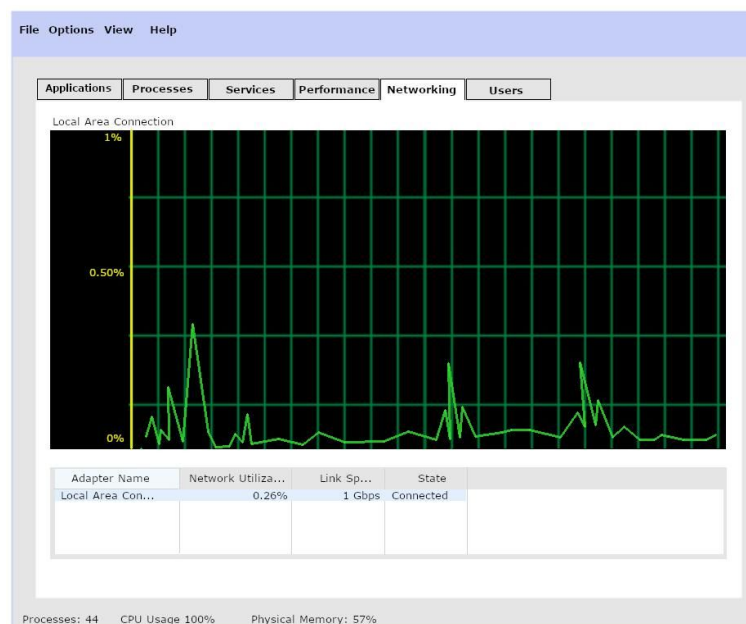 File Options View Help
Applications Processes Services Performance Networking Users
Local Area Connection
1%
0.50%
0%
Adapter Name Network Utiliza... Link Sp... State
Local Area Con... 0.26% 1 Gbps Connected
Processes: 44 CPU Usage 100% Physical Memory: 57%